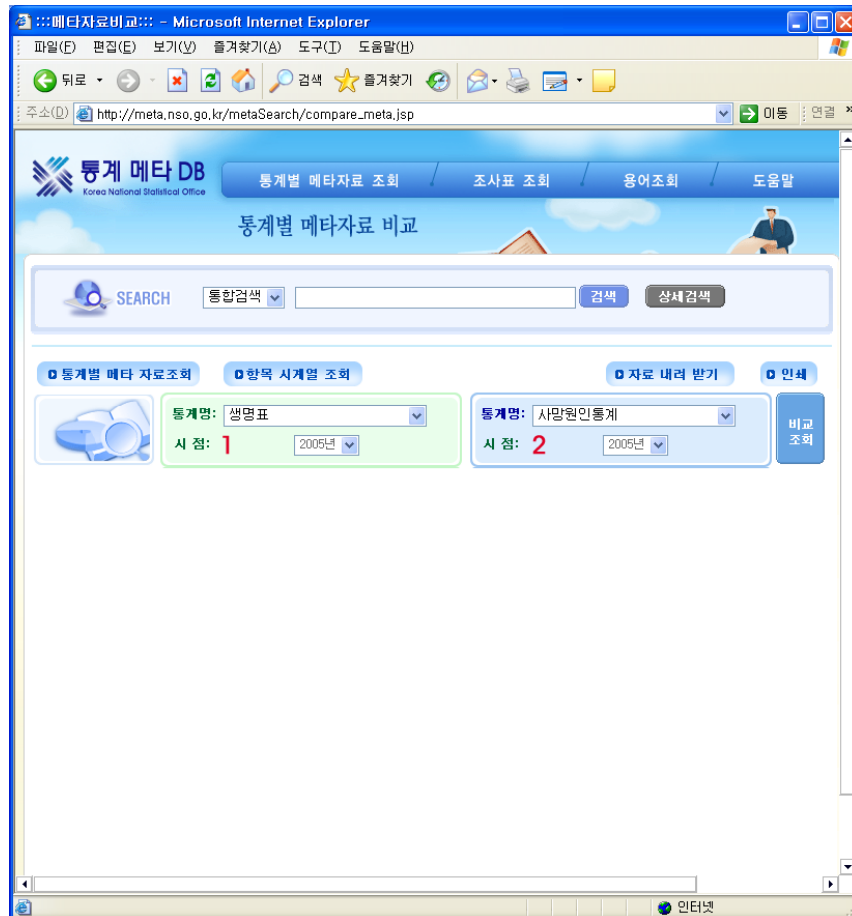 :::메타자료비교::: - Microsoft Internet Explorer
파일(F) 편집(E) 보기(V) 즐겨찾기(A) 도구(T) 도움말(H)
뒤로 검색 즐겨찾기
주소(D) http://meta.nso.go.kr/metaSearch/compare_meta.jsp 이동 연결 »
통계 메타 DB
Korea National Statistical Office
통계별 메타자료 조회 조사표 조회 용어조회 도움말
통계별 메타자료 비교
SEARCH 통합검색 검색 상세검색
통계별 메타 자료조회 항목 시계열 조회 자료 내려 받기 인쇄
통계명: 생명표 통계명: 사망원인통계 비교
시 점: 1 2005년 시 점: 2 2005년 조회
인터넷